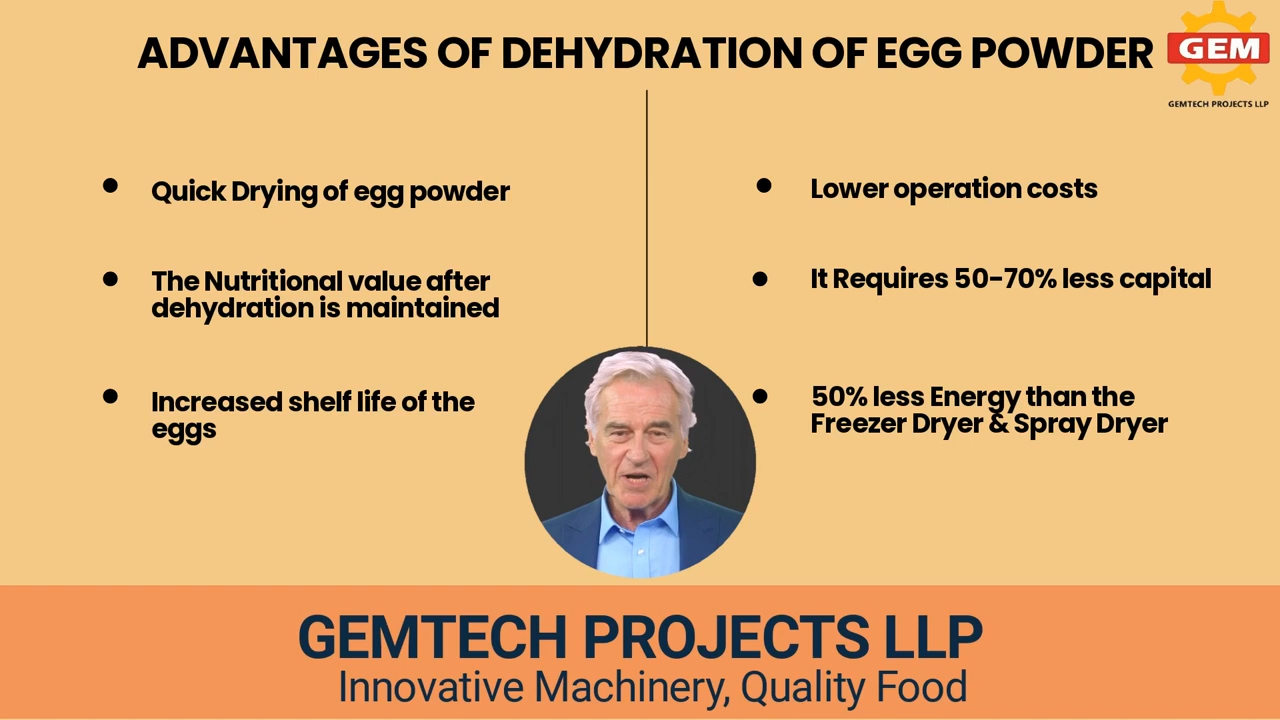 ADVANTAGES OF DEHYDRATION OF EGG POWDER
GEM
GEMTECH PROJECTS LLP
Quick Drying of egg powder
The Nutritional value after
dehydration is maintained
Increased shelf life of the
eggs
Lower operation costs
It Requires 50-70% less capital
50% less Energy than the
Freezer Dryer & Spray Dryer
GEMTECH PROJECTS LLP
Innovative Machinery, Quality Food